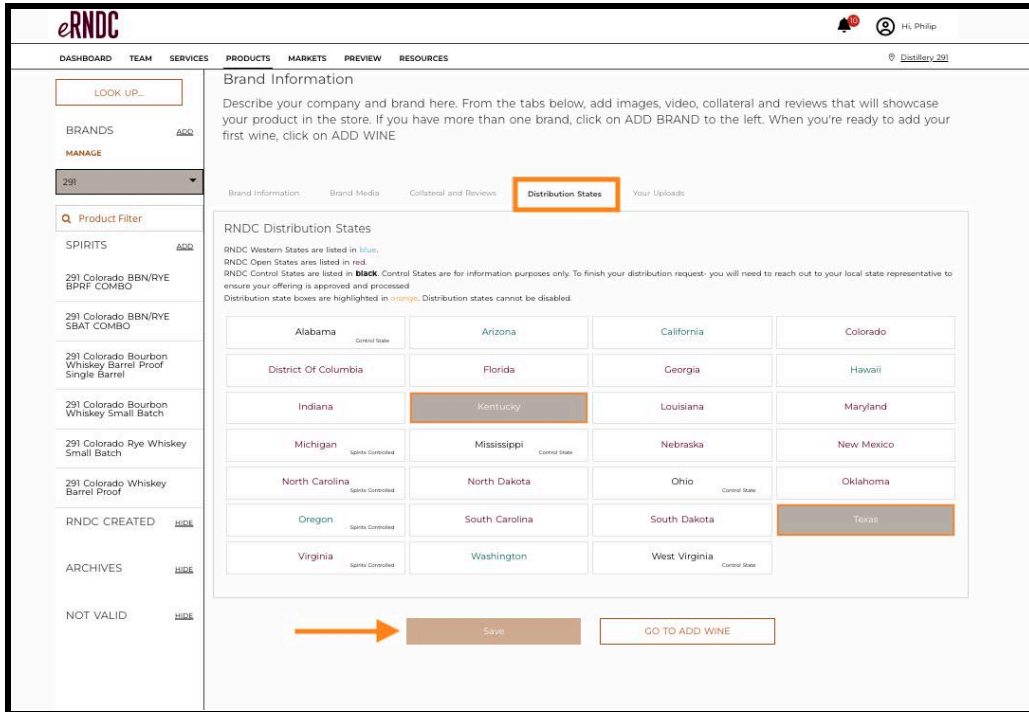 eRNDC
10
Hi, Philip
DASHBOARD TEAM SERVICES PRODUCTS MARKETS PREVIEW RESOURCES
Distillery 291
LOOK UP...
BRANDS ADD
MANAGE
291
Product Filter
SPIRITS ADD
291 Colorado BBN/RYE
BPRF COMBO
291 Colorado BBN/RYE
SBAT COMBO
291 Colorado Bourbon
Whiskey Barrel Proof
Single Barrel
291 Colorado Bourbon
Whiskey Small Batch
291 Colorado Rye Whiskey
Small Batch
291 Colorado Whiskey
Barrel Proof
RNDC CREATED HIDE
ARCHIVES HIDE
NOT VALID HIDE
Brand Information
Describe your company and brand here. From the tabs below, add images, video, collateral and reviews that will showcase
your product in the store. If you have more than one brand, click on ADD BRAND to the left. When you're ready to add your
first wine, click on ADD WINE
Brand Information Brand Media Collateral and Reviews Distribution States Your Uploads
RNDC Distribution States
RNDC Western States are listed in blue.
RNDC Open States ares listed in red.
RNDC Control States are listed in black. Control States are for information purposes only. To finish your distribution request- you will need to reach out to your local state representative to
ensure your offering is approved and processed
Distribution state boxes are highlighted in orange. Distribution states cannot be disabled.
Alabama Control State Arizona California Colorado
District Of Columbia Florida Georgia Hawaii
Indiana Kentucky Louisiana Maryland
Michigan Spirits Controlled Mississippi Control State Nebraska New Mexico
North Carolina Spirits Controlled North Dakota Ohio Control State Oklahoma
Oregon Spirits Controlled South Carolina South Dakota Texas
Virginia Spirits Controlled Washington West Virginia Control State
Save GO TO ADD WINE